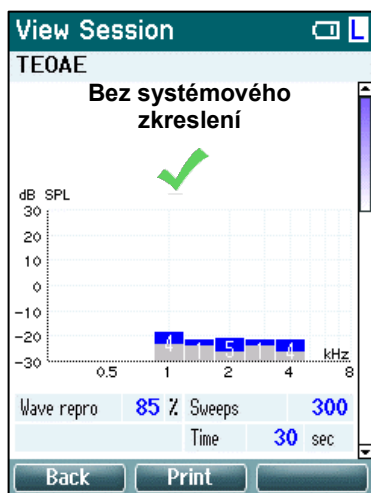 View Session L
TEOAE
Bez systémového
zkreslení
dB SPL
30
20
10
0
-10
-20
-30
4 1 5 1 4
kHz
0.5 1 2 4 8
Wave repro 85 % Sweeps 300
Time 30 sec
Back Print